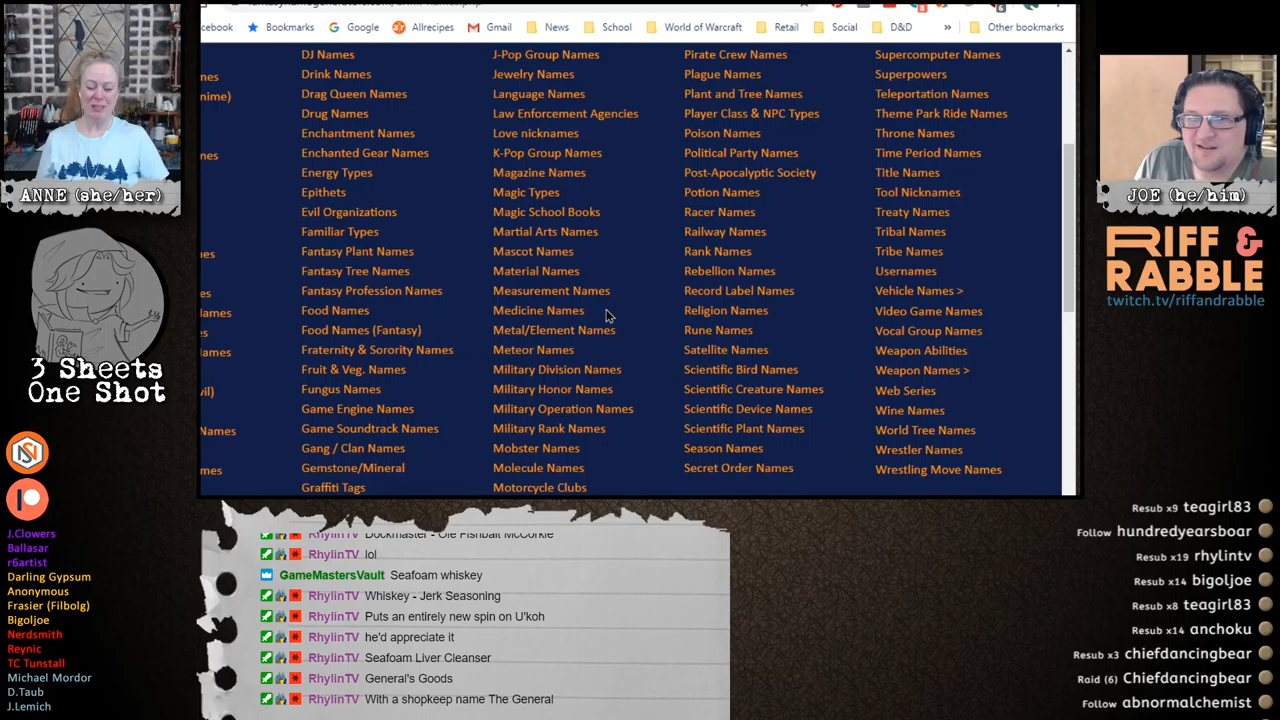 cebook
Bookmarks
Google
Allrecipes
Gmail
News
School
World of Warcraft
Retail
Social
D&D
»
Other bookmarks
nes
nime)
nes
nes
es
lames
s
lames
vil)
Names
mes
DJ Names
Drink Names
Drag Queen Names
Drug Names
Enchantment Names
Enchanted Gear Names
Energy Types
Epithets
Evil Organizations
Familiar Types
Fantasy Plant Names
Fantasy Tree Names
Fantasy Profession Names
Food Names
Food Names (Fantasy)
Fraternity & Sorority Names
Fruit & Veg. Names
Fungus Names
Game Engine Names
Game Soundtrack Names
Gang / Clan Names
Gemstone/Mineral
Graffiti Tags
J-Pop Group Names
Jewelry Names
Language Names
Law Enforcement Agencies
Love nicknames
K-Pop Group Names
Magazine Names
Magic Types
Magic School Books
Martial Arts Names
Mascot Names
Material Names
Measurement Names
Medicine Names
Metal/Element Names
Meteor Names
Military Division Names
Military Honor Names
Military Operation Names
Military Rank Names
Mobster Names
Molecule Names
Motorcycle Clubs
Pirate Crew Names
Plague Names
Plant and Tree Names
Player Class & NPC Types
Poison Names
Political Party Names
Post-Apocalyptic Society
Potion Names
Racer Names
Railway Names
Rank Names
Rebellion Names
Record Label Names
Religion Names
Rune Names
Satellite Names
Scientific Bird Names
Scientific Creature Names
Scientific Device Names
Scientific Plant Names
Season Names
Secret Order Names
Supercomputer Names
Superpowers
Teleportation Names
Theme Park Ride Names
Throne Names
Time Period Names
Title Names
Tool Nicknames
Treaty Names
Tribal Names
Tribe Names
Usernames
Vehicle Names >
Video Game Names
Vocal Group Names
Weapon Abilities
Weapon Names >
Web Series
Wine Names
World Tree Names
Wrestler Names
Wrestling Move Names
ANNE (she/her)
JOE (he/him)
RIFF &
RABBLE
twitch.tv/riffandrabble
3 Sheets
One Shot
J.Clowers
Ballasar
r6artist
Darling Gypsum
Anonymous
Frasier (Filbolg)
Bigoljoe
Nerdsmith
Reynic
TC Tunstall
Michael Mordor
D.Taub
J.Lemich
RhylinTV Dockmaster - Ole Fishbait McCorkle
RhylinTV lol
GameMastersVault Seafoam whiskey
RhylinTV Whiskey - Jerk Seasoning
RhylinTV Puts an entirely new spin on U'koh
RhylinTV he'd appreciate it
RhylinTV Seafoam Liver Cleanser
RhylinTV General's Goods
RhylinTV With a shopkeep name The General
Resub x9 teagirl83
Follow hundredyearsboar
Resub x19 rhylintv
Resub x14 bigoljoe
Resub x8 teagirl83
Resub x14 anchoku
Resub x3 chiefdancingbear
Raid (6) Chiefdancingbear
Follow abnormalchemist